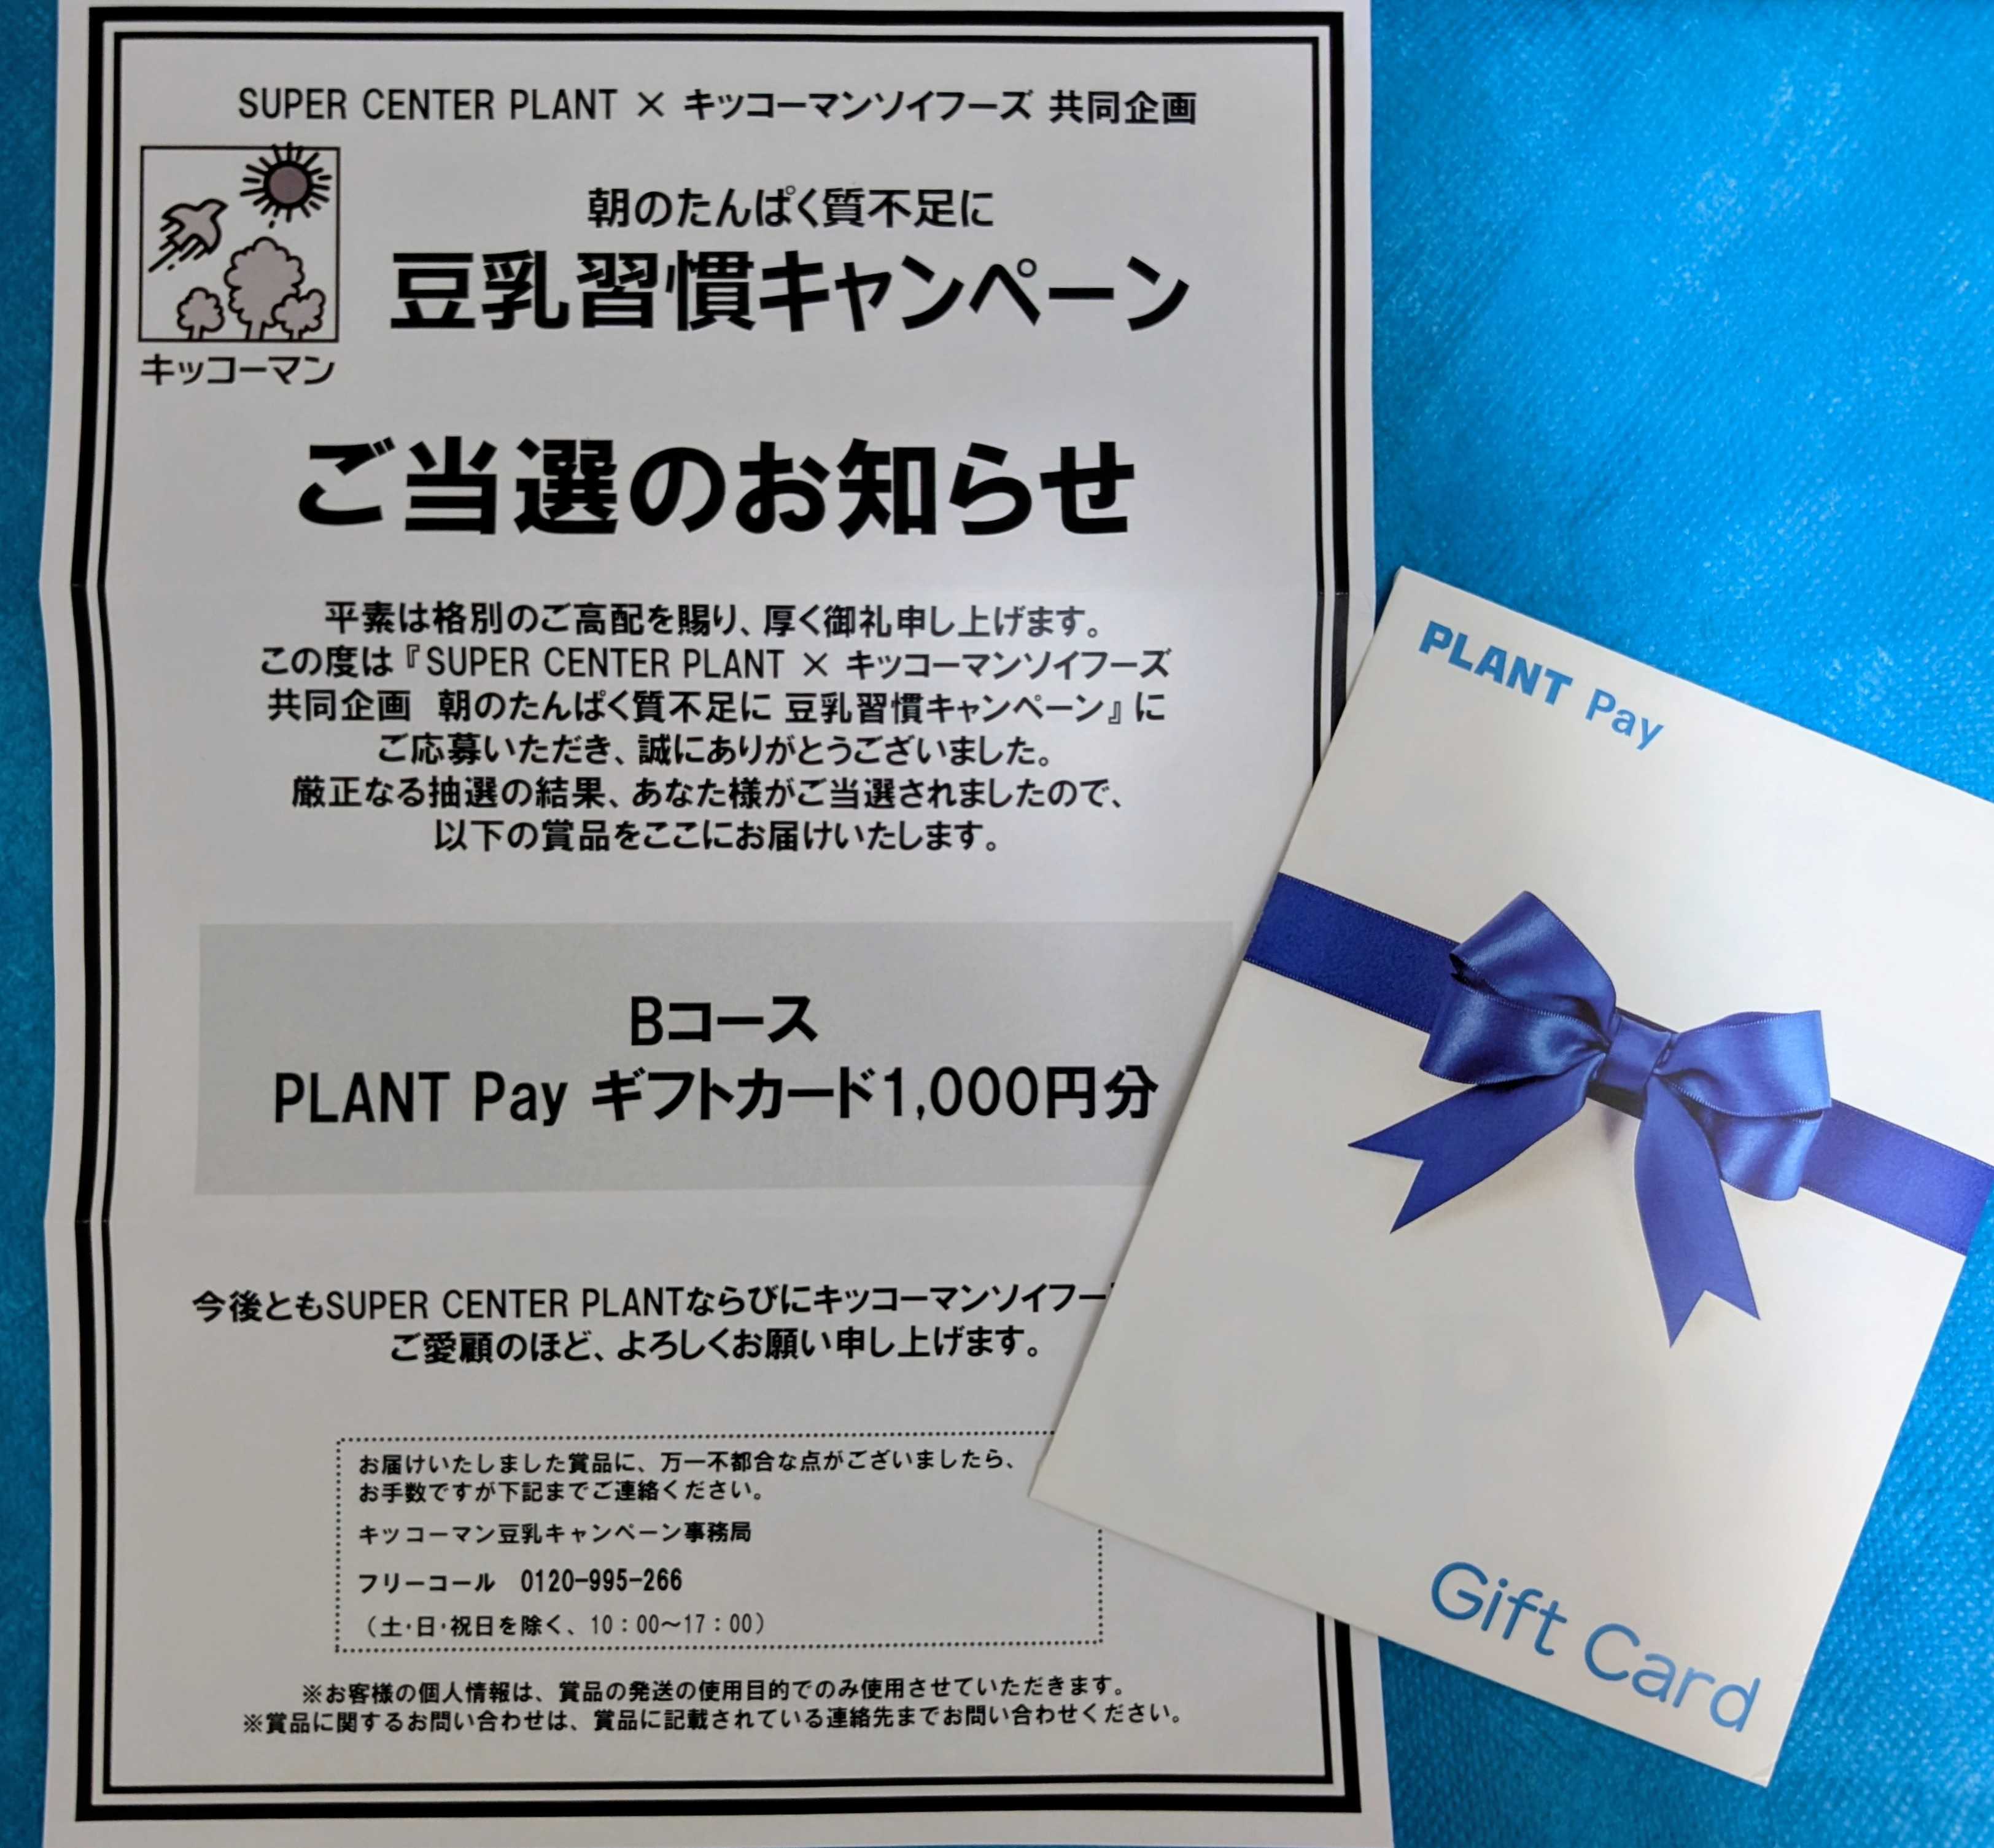 SUPER CENTER PLANT × キッコーマンソイフーズ 共同企画
朝のたんぱく質不足に
豆乳習慣キャンペーン
キッコーマン
ご当選のお知らせ
平素は格別のご高配を賜り、厚く御礼申し上げます。
この度は『SUPER CENTER PLANT × キッコーマンソイフーズ
共同企画 朝のたんぱく質不足に 豆乳習慣キャンペーン』に
ご応募いただき、誠にありがとうございました。
厳正なる抽選の結果、あなた様がご当選されましたので、
以下の賞品をここにお届けいたします。
Bコース
PLANT Pay ギフトカード1,000円分
今後ともSUPER CENTER PLANTならびにキッコーマンソイフー
ご愛顧のほど、よろしくお願い申し上げます。
お届けいたしました賞品に、万一不都合な点がございましたら、
お手数ですが下記までご連絡ください。
キッコーマン豆乳キャンペーン事務局
フリーコール 0120-995-266
（土・日・祝日を除く、10：00～17：00）
※お客様の個人情報は、賞品の発送の使用目的でのみ使用させていただきます。
※賞品に関するお問い合わせは、賞品に記載されている連絡先までお問い合わせください。
PLANT Pay
Gift Card